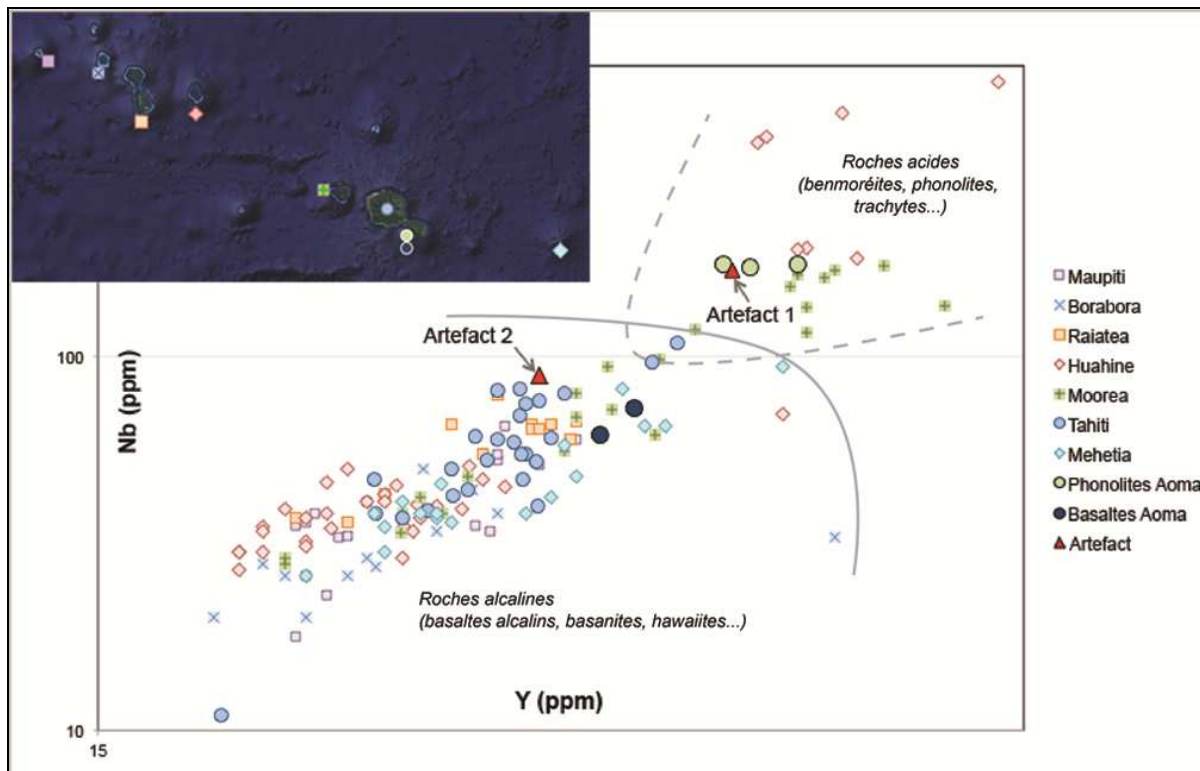 Roches acides
(benmoréites, phonolites,
trachytes...)
Artefact 1
Artefact 2
100
Nb (ppm)
Roches alcalines
(basaltes alcalins, basanites, hawaiites...)
Y (ppm)
10
15
Maupiti
Borabora
Raiatea
Huahine
Moorea
Tahiti
Mehetia
Phonolites Aoma
Basaltes Aoma
Artefact